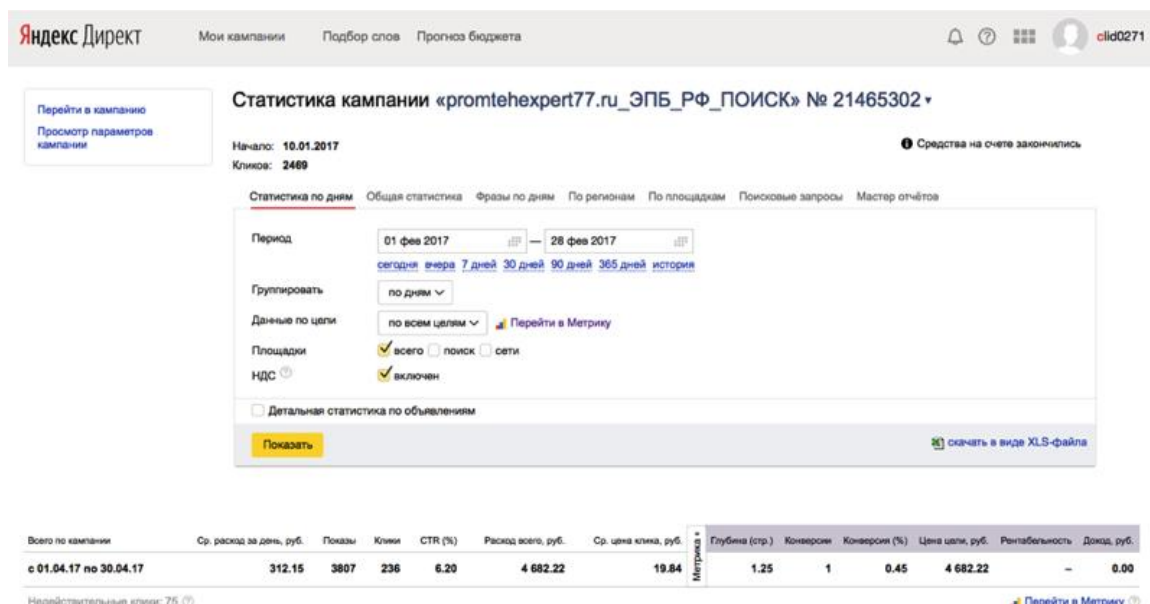 Яндекс Директ Мои кампании Подбор слов Прогноз бюджета clid0271
Перейти в кампанию
Просмотр параметров
кампании
Статистика кампании «promtehexpert77.ru_ЭПБ_РФ_ПОИСК» № 21465302
Начало: 10.01.2017
Средства на счете закончились
Кликов: 2469
Статистика по дням Общая статистика Фразы по дням По регионам По площадкам Поисковые запросы Мастер отчётов
Период 01 фев 2017 — 28 фев 2017
сегодня вчера 7 дней 30 дней 90 дней 365 дней история
Группировать по дням
Данные по цели по всем целям Перейти в Метрику
Площадки всего поиск сети
НДС включен
Детальная статистика по объявлениям
Показать скачать в виде XLS-файла
Всего по кампании Ср. расход за день, руб. Показы Клики CTR (%) Расход всего, руб. Ср. цена клика, руб. Метрика Глубина (стр.) Конверсии Конверсия (%) Цена цели, руб. Рентабельность Доход, руб.
с 01.04.17 по 30.04.17 312.15 3807 236 6.20 4 682.22 19.84 1.25 1 0.45 4 682.22 – 0.00
Недействительные клики: 75 Перейти в Метрику